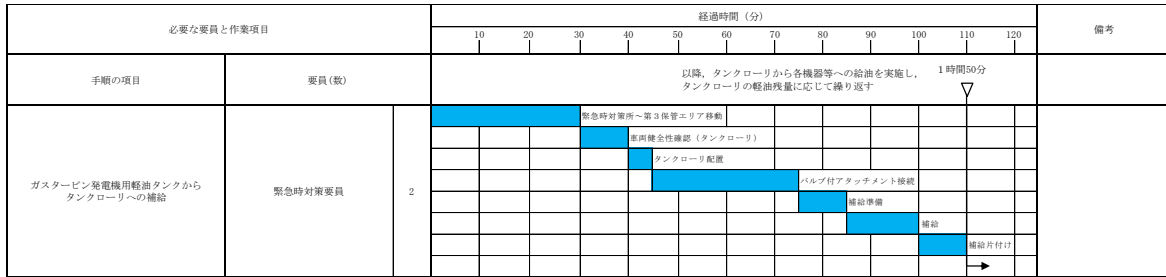 必要な要員と作業項目
経過時間（分）
備考
10 20 30 40 50 60 70 80 90 100 110 120
手順の項目
要員(数)
以降，タンクローリから各機器等への給油を実施し，
タンクローリの軽油残量に応じて繰り返す
1時間50分
ガスタービン発電機用軽油タンクから
タンクローリへの補給
緊急時対策要員
2
緊急時対策所～第３保管エリア移動
車両健全性確認（タンクローリ）
タンクローリ配置
バルブ付アタッチメント接続
補給準備
補給
補給片付け